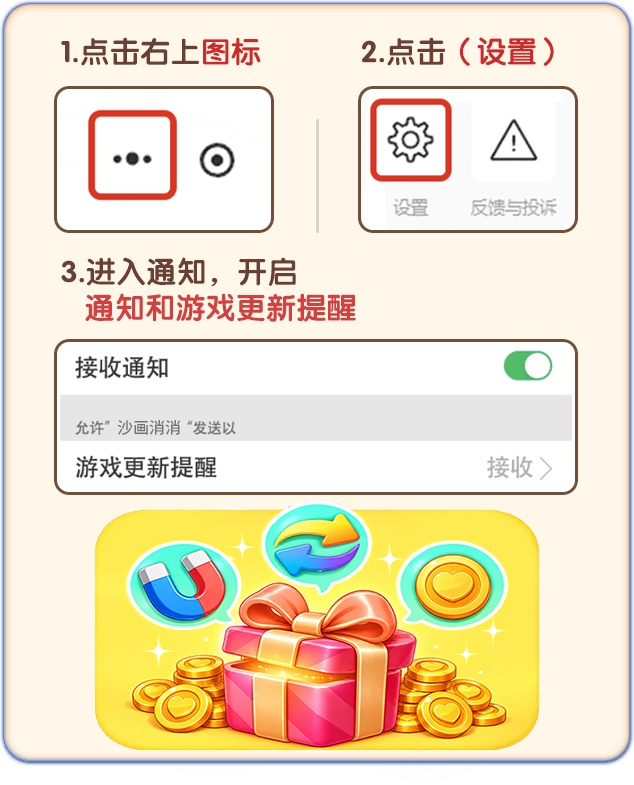 1.点击右上图标
2.点击（设置）
设置
反馈与投诉
3.进入通知，开启
通知和游戏更新提醒
接收通知
允许”沙画消消“发送以
游戏更新提醒
接收